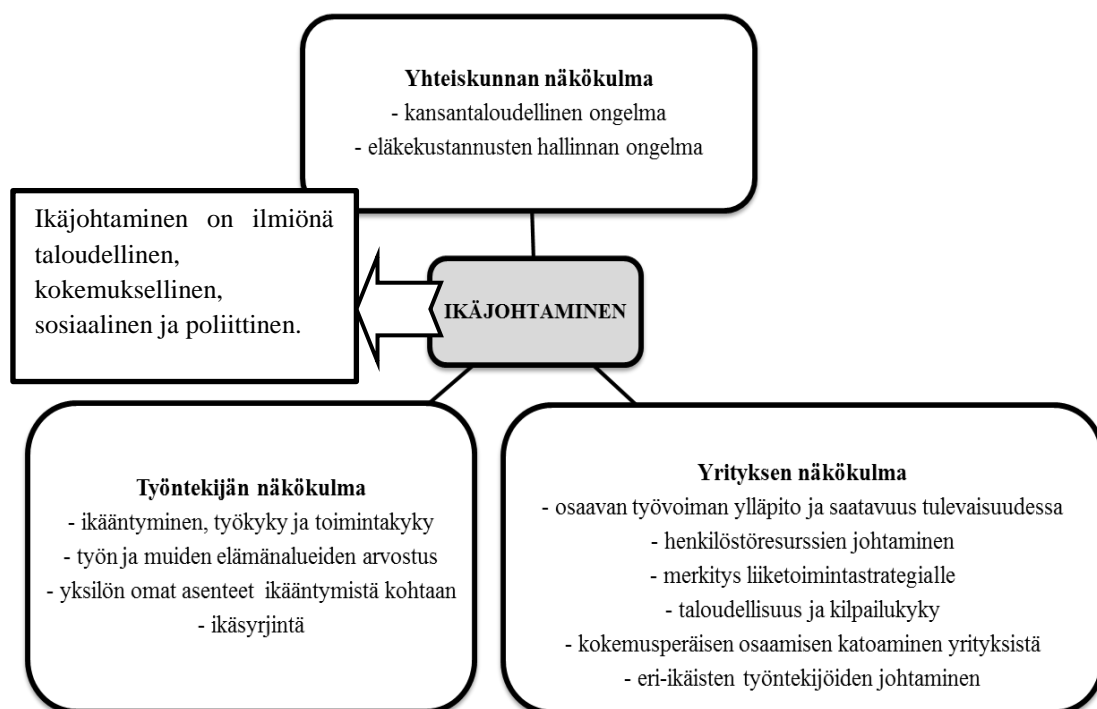 Yhteiskunnan näkökulma
- kansantaloudellinen ongelma
- eläkekustannusten hallinnan ongelma
Ikäjohtaminen on ilmiönä
taloudellinen,
kokemuksellinen,
sosiaalinen ja poliittinen.
IKÄJOHTAMINEN
Työntekijän näkökulma
- ikääntyminen, työkyky ja toimintakyky
- työn ja muiden elämänalueiden arvostus
- yksilön omat asenteet ikääntymistä kohtaan
- ikäsyrjintä
Yrityksen näkökulma
- osaavan työvoiman ylläpito ja saatavuus tulevaisuudessa
- henkilöstöresurssien johtaminen
- merkitys liiketoimintastrategialle
- taloudellisuus ja kilpailukyky
- kokemusperäisen osaamisen katoaminen yrityksistä
- eri-ikäisten työntekijöiden johtaminen